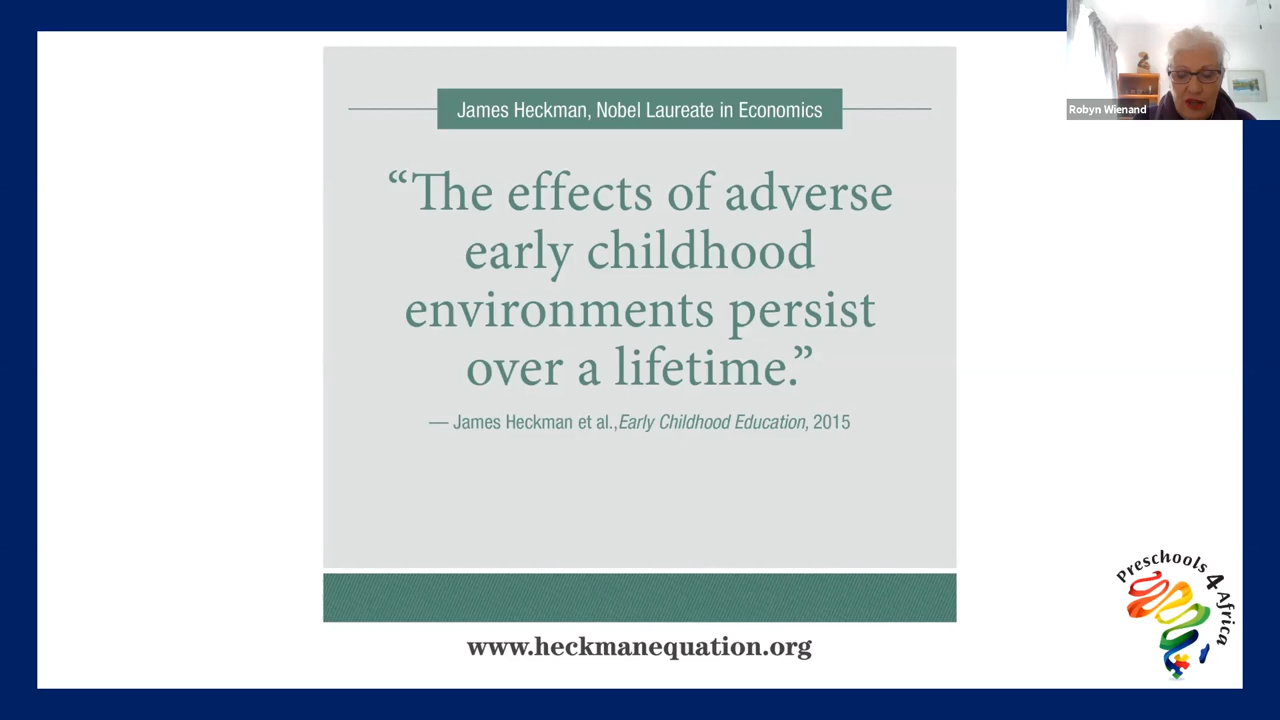 James Heckman, Nobel Laureate in Economics
“The effects of adverse
early childhood
environments persist
over a lifetime.”
— James Heckman et al.,Early Childhood Education, 2015
www.heckmanequation.org
Robyn Wienand
Preschools 4 Africa